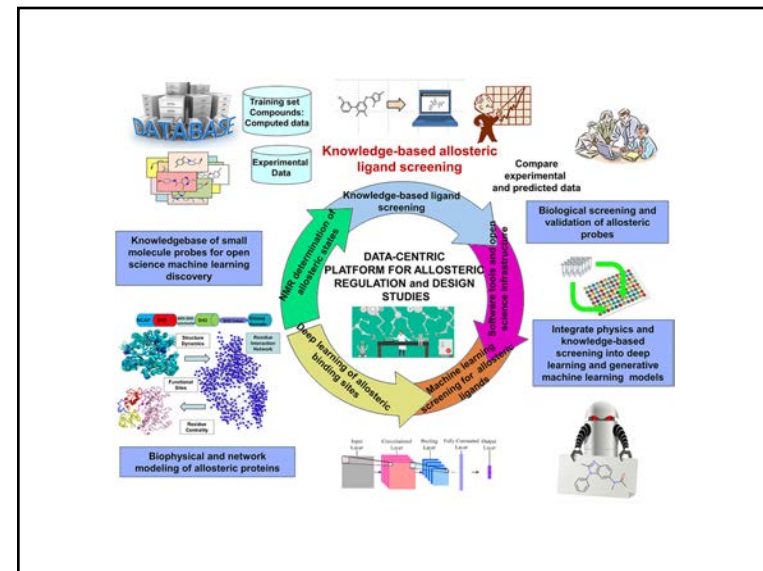 DATABASE
Training set
Compounds:
Computed data
Experimental
Data
Knowledge-based allosteric
ligand screening
Compare
experimental
and predicted data
Knowledgebase of small
molecule probes for open
science machine learning
discovery
Biological screening and
validation of allosteric
probes
Knowledge-based ligand
screening
NMR determination of
allosteric states
Software tools and open
science infrastructure
DATA-CENTRIC
PLATFORM FOR ALLOSTERIC
REGULATION and DESIGN
STUDIES
Deep learning of allosteric
binding sites
Machine learning
screening for allosteric
ligands
Integrate physics and
knowledge-based
screening into deep
learning and generative
machine learning models
NCAP
SH2
Structure
Dynamics
Residue
Interaction
Network
Functional
Sites
Residue
Centrality
Biophysical and network
modeling of allosteric proteins
Input
Layer
Convolutional
Layer
Pooling
Layer
Fully Connected
Layer
Output
Layer